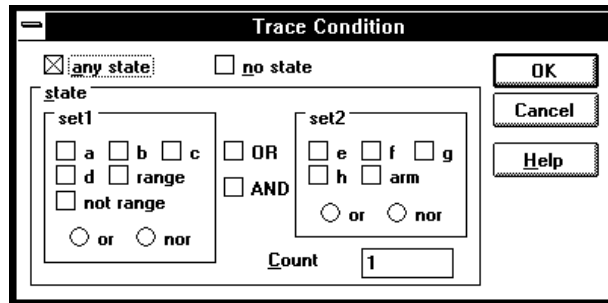 Trace Condition
any state no state
OK
state
Cancel
set1 set2
a b c OR e f g
Help
d range AND h arm
not range
or nor or nor
Count 1